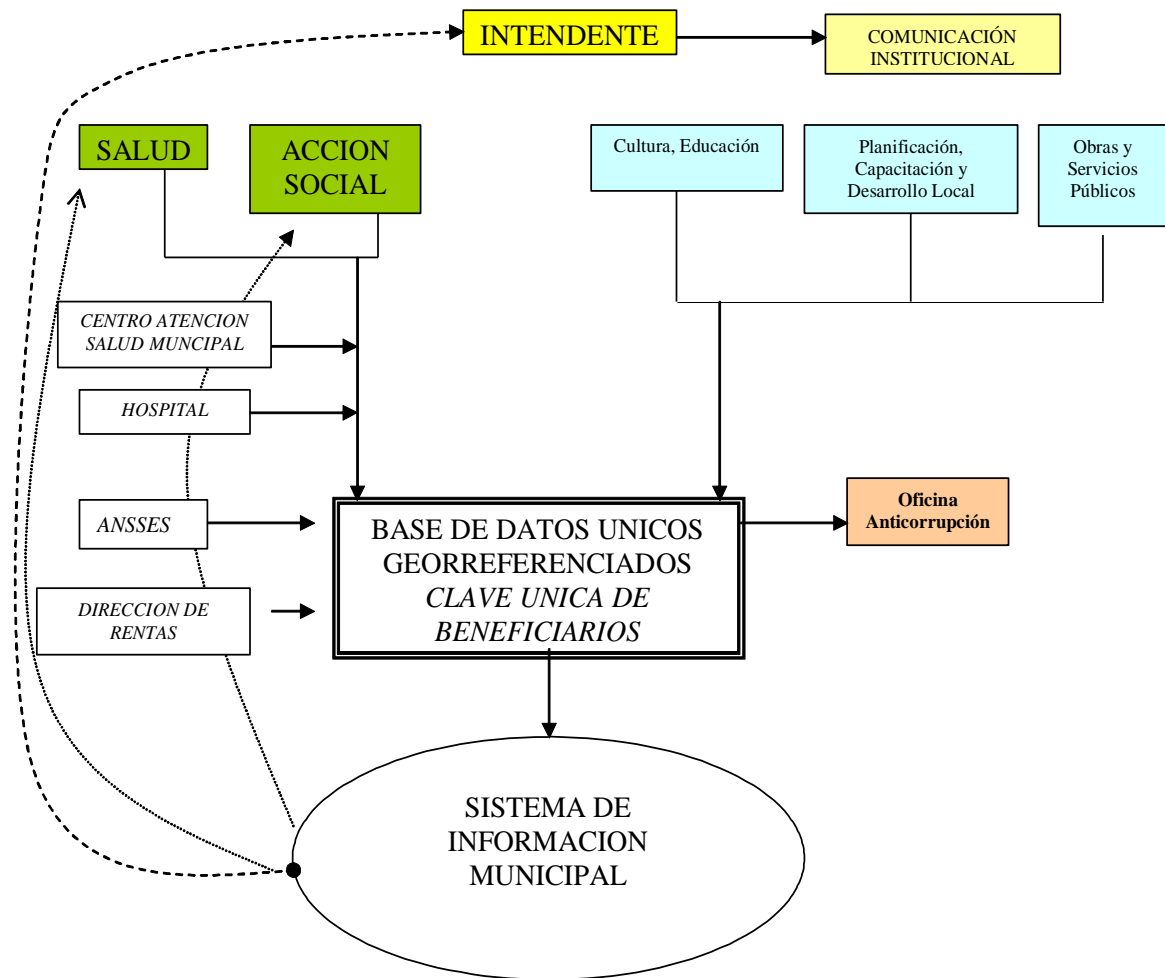 INTENDENTE
COMUNICACIÓN
INSTITUCIONAL
SALUD
ACCION
SOCIAL
Cultura, Educación
Planificación,
Capacitación y
Desarrollo Local
Obras y
Servicios
Públicos
CENTRO ATENCION
SALUD MUNCIPAL
HOSPITAL
ANSSES
DIRECCION DE
RENTAS
BASE DE DATOS UNICOS
GEORREFERENCIADOS
CLAVE UNICA DE
BENEFICIARIOS
Oficina
Anticorrupción
SISTEMA DE
INFORMACION
MUNICIPAL